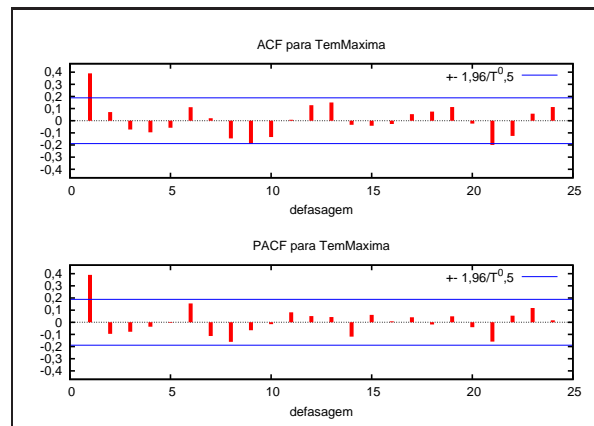 ACF para TemMaxima
0,4
0,3
0,2
0,1
0
-0,1
-0,2
-0,3
-0,4
+- 1,96/T^0,5
0 5 10 15 20 25
defasagem
PACF para TemMaxima
0,4
0,3
0,2
0,1
0
-0,1
-0,2
-0,3
-0,4
+- 1,96/T^0,5
0 5 10 15 20 25
defasagem